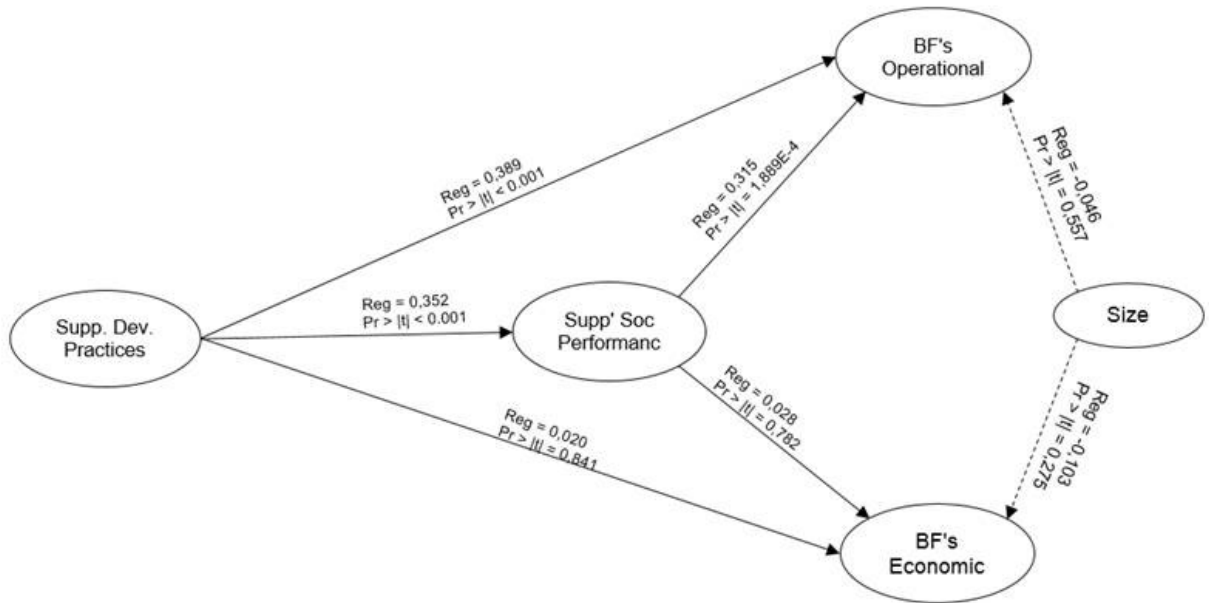 BF's
Operational
Reg = 0,389
Pr > |t| < 0.001
Reg = 0,315
Pr > |t| = 1,889E-4
Reg = -0,046
Pr > |t| = 0,557
Supp. Dev.
Practices
Reg = 0,352
Pr > |t| < 0.001
Supp' Soc
Performanc
Size
Reg = 0,020
Pr > |t| = 0,841
Reg = 0,028
Pr > |t| = 0,782
Reg = -0,103
Pr > |t| = 0,275
BF's
Economic